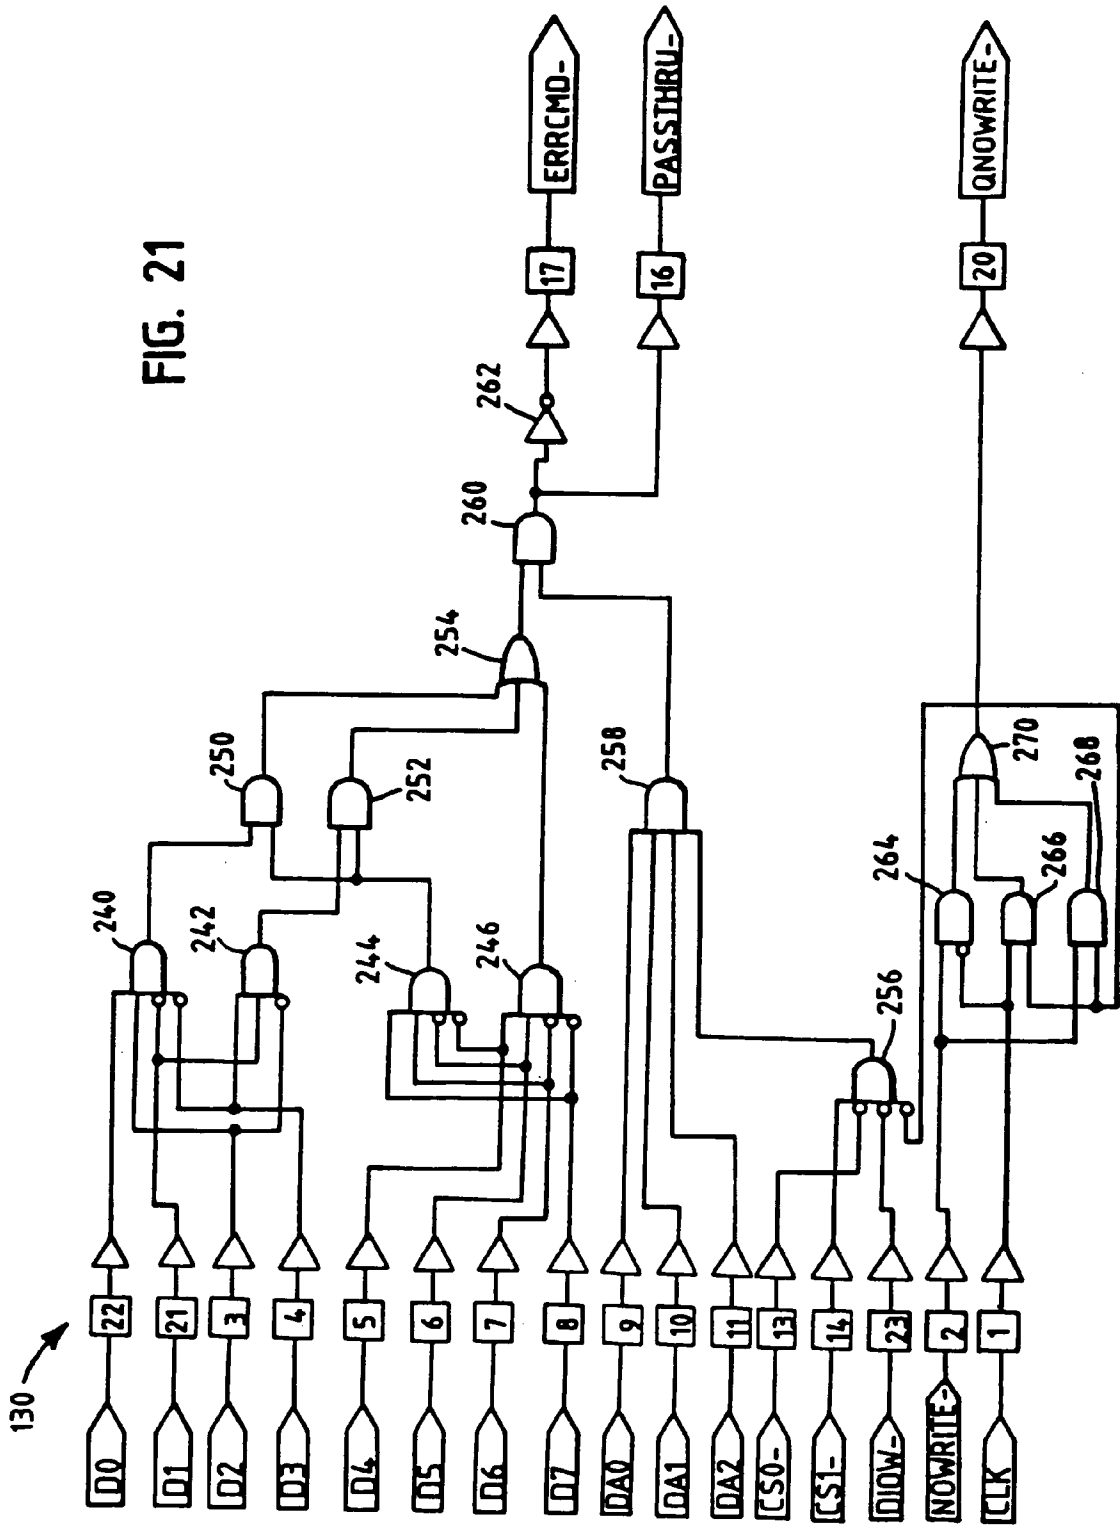 FIG. 21
130
D0
22
D1
21
D2
3
D3
4
D4
5
D5
6
D6
7
D7
8
DA0
9
DA1
10
DA2
11
CS0-
13
CS1-
14
DIOW-
23
NOWRITE-
2
CLK
1
240
242
244
246
250
252
254
256
258
260
262
264
266
268
270
17
ERRCMD-
16
PASSTHRU-
20
QNOWRITE-